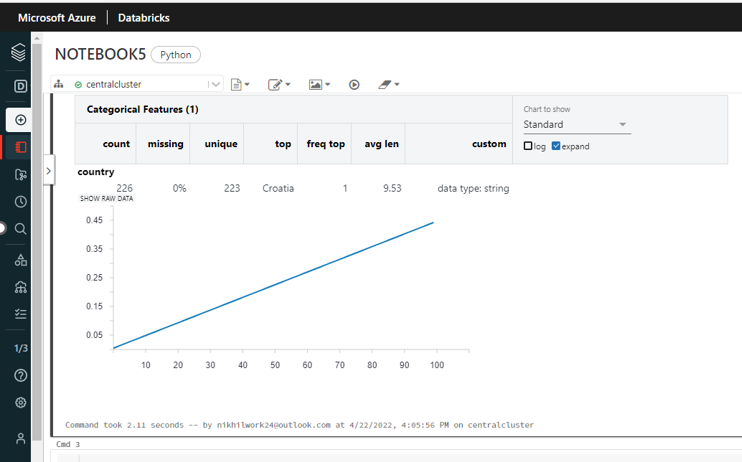 Microsoft Azure Databricks
NOTEBOOK5 Python
centralcluster
Categorical Features (1)
Chart to show
Standard
log expand
count missing unique top freq top avg len custom
country
226 0% 223 Croatia 1 9.53 data type: string
SHOW RAW DATA
0.45
0.35
0.25
0.15
0.05
10 20 30 40 50 60 70 80 90 100
1/3
Command took 2.11 seconds -- by nikhilwork24@outlook.com at 4/22/2022, 4:05:56 PM on centralcluster
Cmd 3